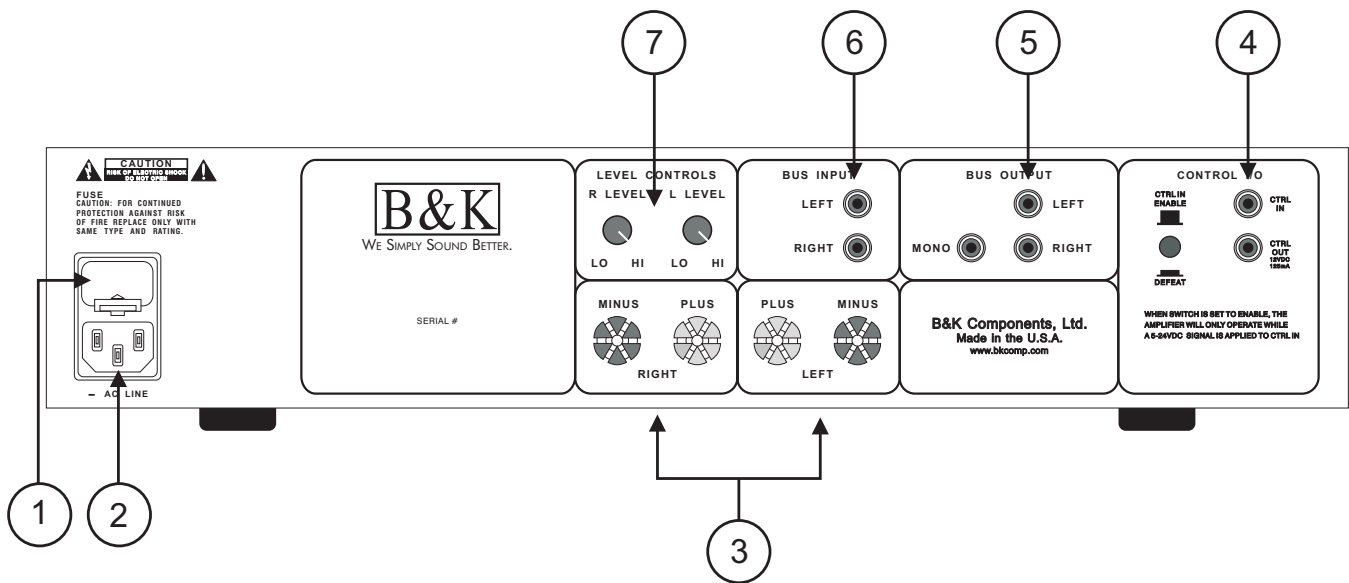 7
6
5
4
CAUTION
RISK OF ELECTRIC SHOCK
DO NOT OPEN
FUSE
CAUTION: FOR CONTINUED
PROTECTION AGAINST RISK
OF FIRE REPLACE ONLY WITH
SAME TYPE AND RATING.
– AC LINE
B&K
WE SIMPLY SOUND BETTER.
SERIAL #
LEVEL CONTROLS
R LEVEL L LEVEL
LO HI LO HI
MINUS PLUS
RIGHT
BUS INPUT
LEFT
RIGHT
PLUS MINUS
LEFT
BUS OUTPUT
LEFT
MONO RIGHT
B&K Components, Ltd.
Made in the U.S.A.
www.bkcomp.com
CONTROL I/O
CTRL IN
ENABLE
DEFEAT
CTRL
IN
CTRL
OUT
12VDC
125mA
WHEN SWITCH IS SET TO ENABLE, THE
AMPLIFIER WILL ONLY OPERATE WHILE
A 5-24VDC SIGNAL IS APPLIED TO CTRL IN
1
2
3